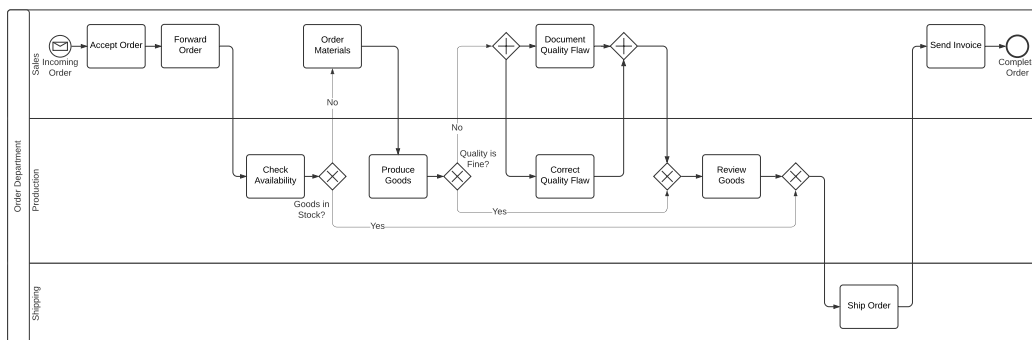 Order Department
Sales
Incoming
Order
Accept Order
Forward
Order
Order
Materials
Document
Quality Flaw
Send Invoice
Complet
Order
No
No
Production
Check
Availability
Goods in
Stock?
Produce
Goods
Quality is
Fine?
Correct
Quality Flaw
Review
Goods
Yes
Yes
Shipping
Ship Order